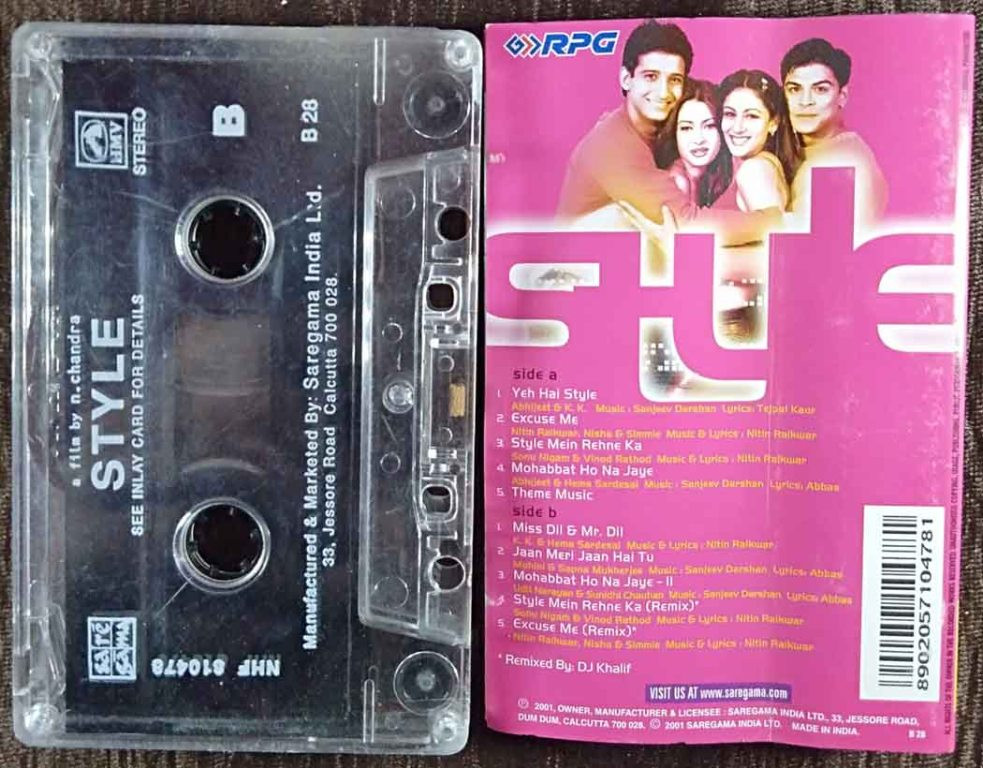 HMV
STEREO
B
B 28
a film by n.chandra
STYLE
SEE INLAY CARD FOR DETAILS
Manufactured & Marketed By: Saregama India Ltd.
33, Jessore Road Calcutta 700 028.
saré
GaMa
NHF 810478
RPG
style
side a
1. Yeh Hai Style
Abhijeet & K. K. Music : Sanjeev Darshan Lyrics: Tejpal Kaur
2. Excuse Me
Nitin Raikwar, Nisha & Simmie Music & Lyrics : Nitin Raikwar
3. Style Mein Rehne Ka
Sonu Nigam & Vinod Rathod Music & Lyrics : Nitin Raikwar
4. Mohabbat Ho Na Jaye
Abhijeet & Hema Sardesai Music : Sanjeev Darshan Lyrics: Abbas
5. Theme Music
side b
1. Miss Dil & Mr. Dil
K. K. & Hema Sardesai Music & Lyrics : Nitin Raikwar
2. Jaan Meri Jaan Hai Tu
Mohini & Sapna Mukherjee Music : Sanjeev Darshan Lyrics: Abbas
3. Mohabbat Ho Na Jaye - II
Udit Narayan & Sunidhi Chauhan Music : Sanjeev Darshan Lyrics: Abbas
4. Style Mein Rehne Ka (Remix)*
Sonu Nigam & Vinod Rathod Music & Lyrics : Nitin Raikwar
5. Excuse Me (Remix)*
Nitin Raikwar, Nisha & Simmie Music & Lyrics : Nitin Raikwar
* Remixed By: DJ Khalif
8902057104781
VISIT US AT www.saregama.com
℗ 2001, OWNER, MANUFACTURER & LICENSEE : SAREGAMA INDIA LTD., 33, JESSORE ROAD,
DUM DUM, CALCUTTA 700 028. © 2001 SAREGAMA INDIA LTD. MADE IN INDIA.
B 28